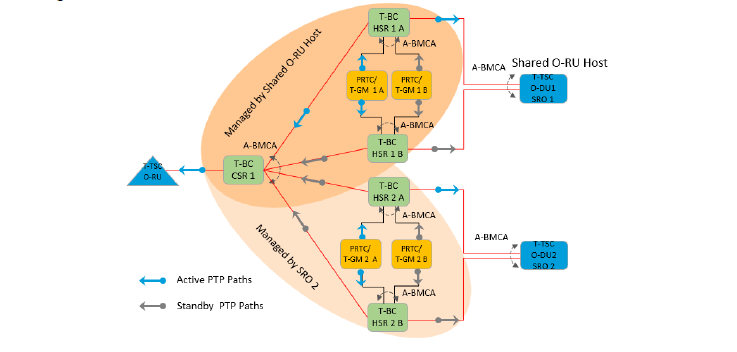 T-BC
HSR 1 A
A-BMCA
PRTC/
T-GM 1 A
PRTC/
T-GM 1 B
A-BMCA
T-BC
HSR 1 B
Managed by Shared O-RU Host
Shared O-RU Host
A-BMCA
T-TSC
O-DU1
SRO 1
A-BMCA
T-BC
CSR 1
T-TSC
O-RU
T-BC
HSR 2 A
A-BMCA
PRTC/
T-GM 2 A
PRTC/
T-GM 2 B
A-BMCA
T-BC
HSR 2 B
Managed by SRO 2
A-BMCA
T-TSC
O-DU2
SRO 2
Active PTP Paths
Standby PTP Paths